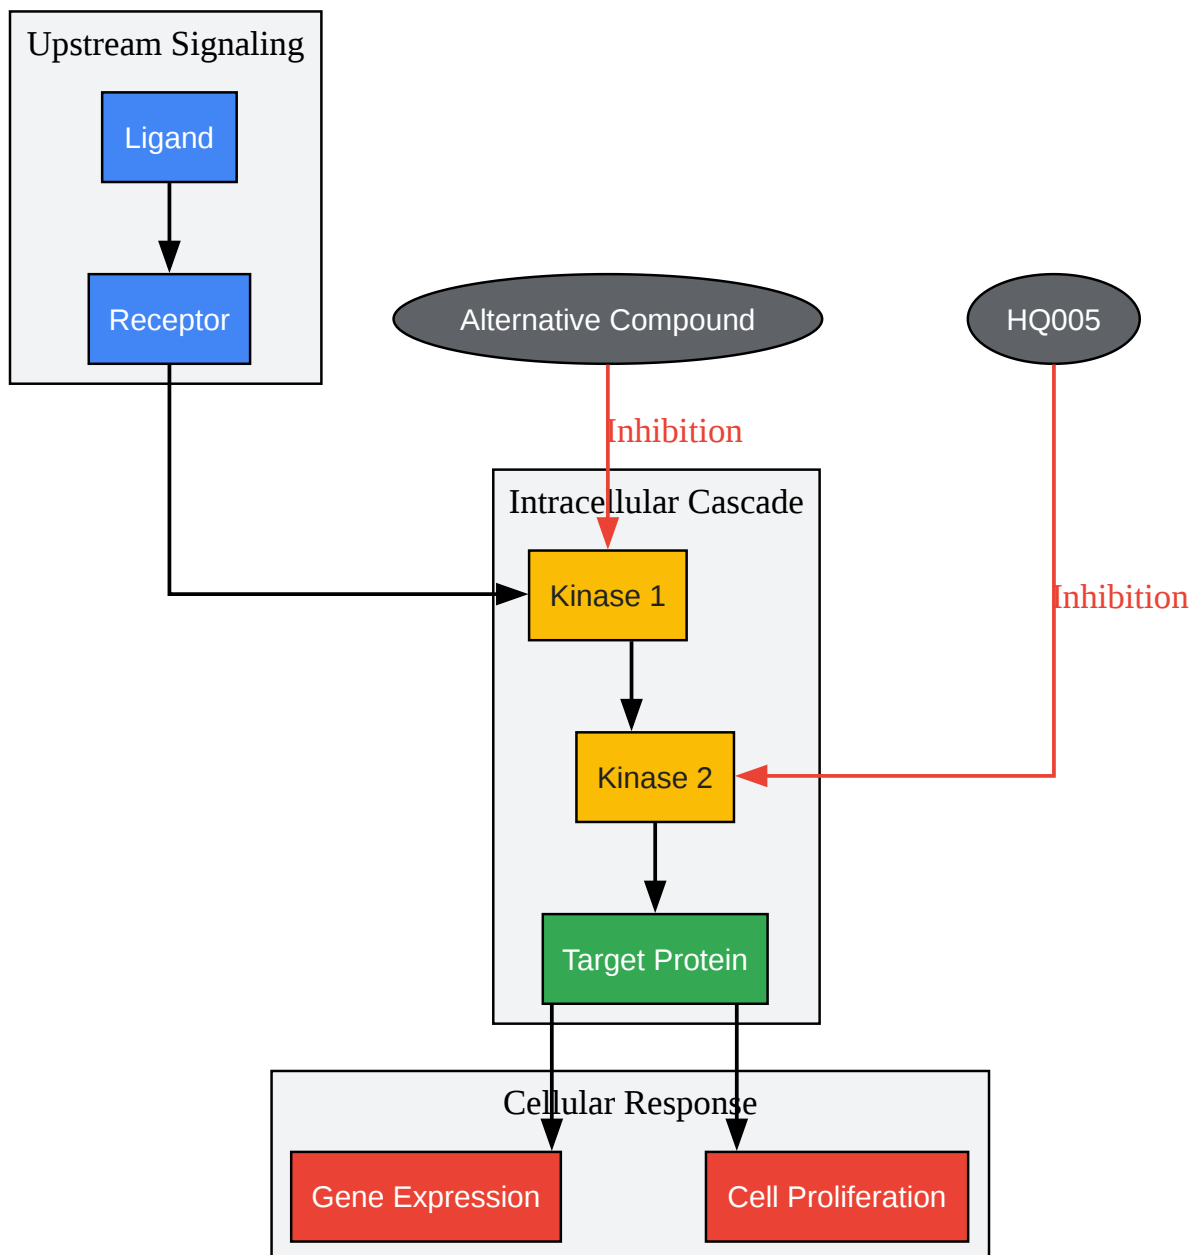 Upstream Signaling
Ligand
Receptor
Alternative Compound
HQ005
Inhibition
Intracellular Cascade
Kinase 1
Inhibition
Kinase 2
Target Protein
Cellular Response
Gene Expression
Cell Proliferation